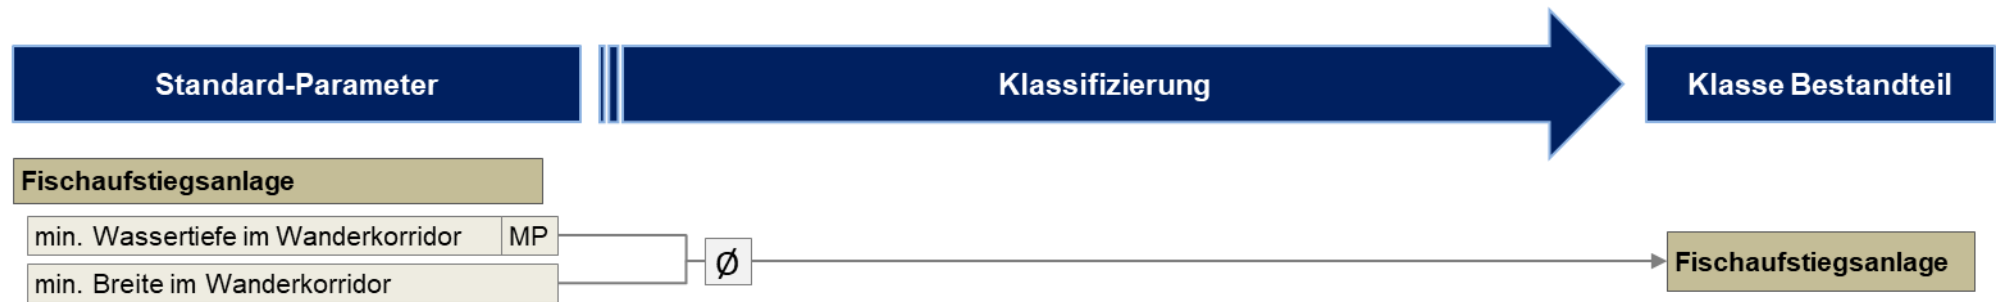 Standard-Parameter
Klassifizierung
Klasse Bestandteil
Fischaufstiegsanlage
min. Wassertiefe im Wanderkorridor MP
min. Breite im Wanderkorridor
Ø
Fischaufstiegsanlage